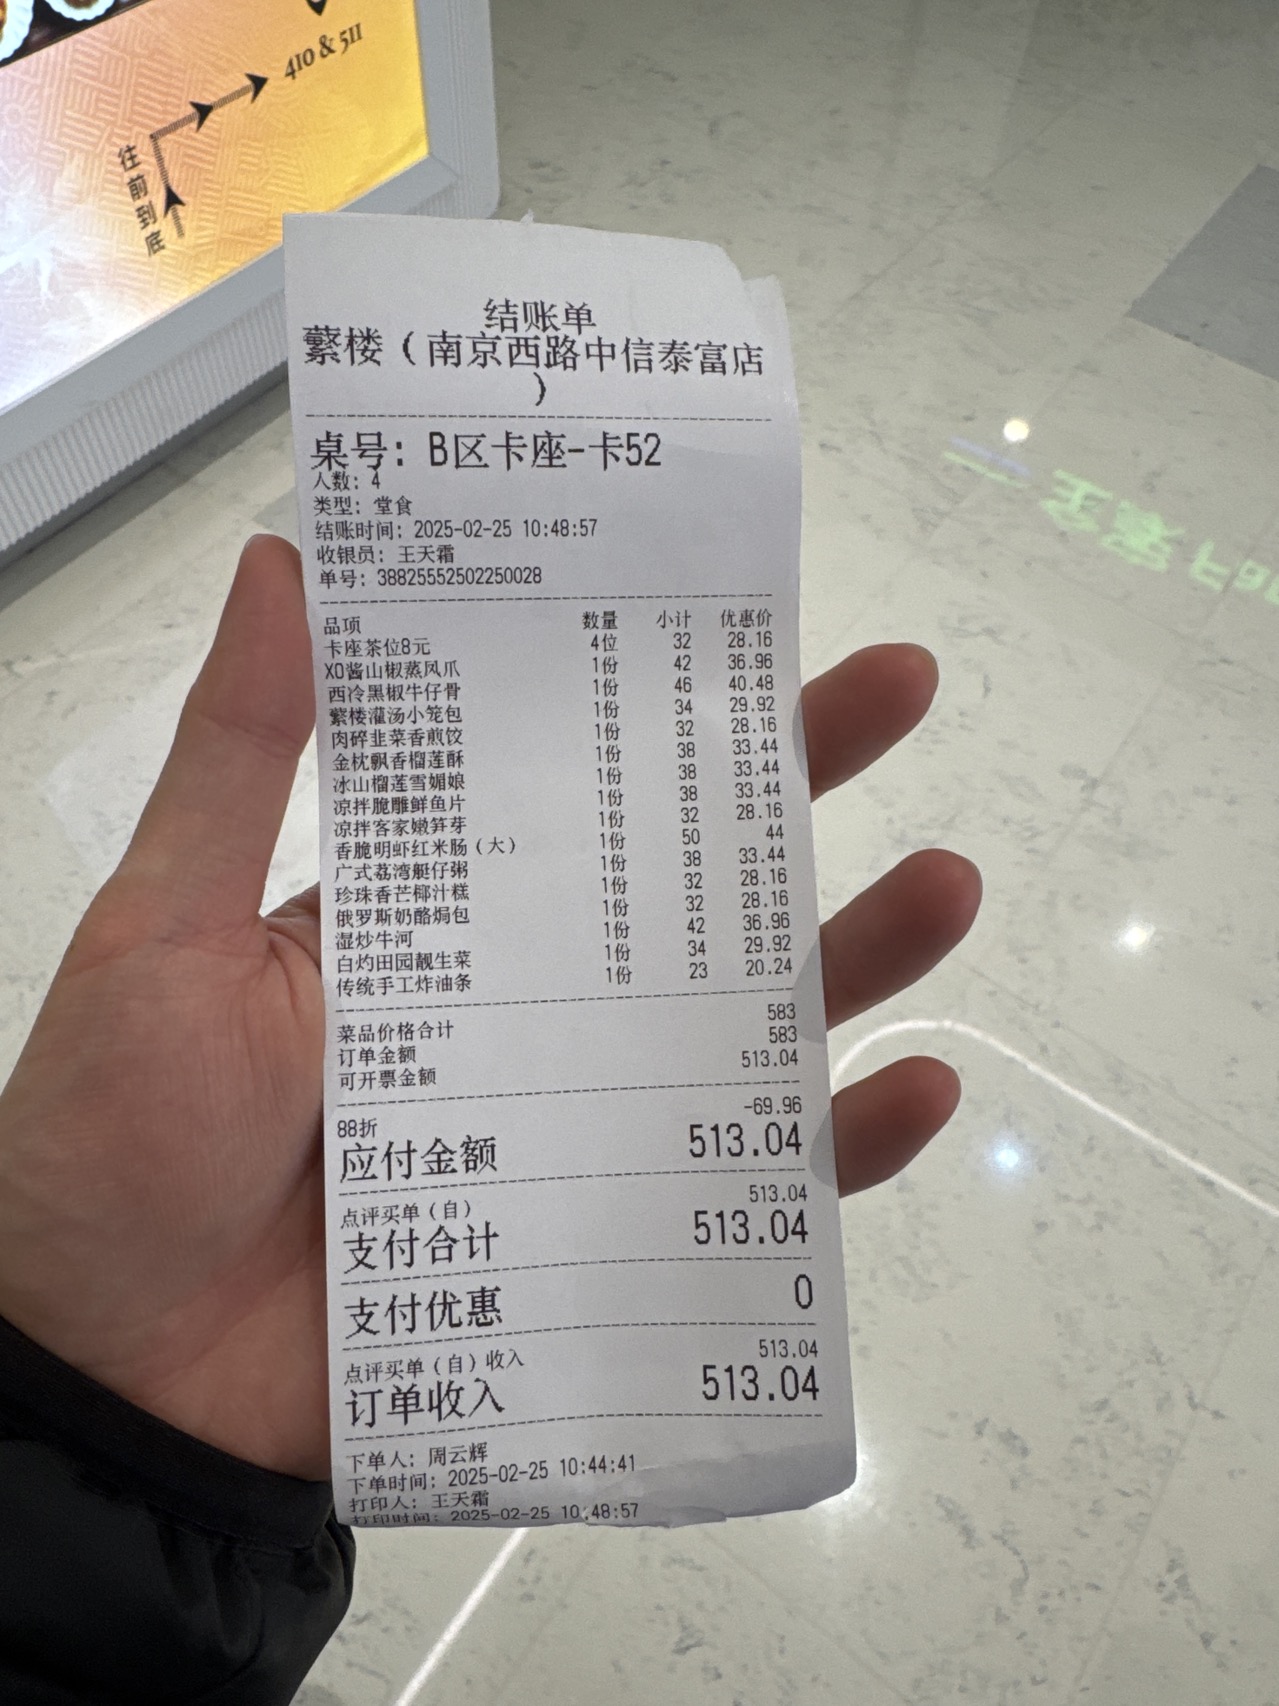 410 & 511
往前到底
结账单
蘩楼（南京西路中信泰富店
）
桌号: B区卡座-卡52
人数: 4
类型: 堂食
结账时间: 2025-02-25 10:48:57
收银员: 王天霜
单号: 38825552502250028
品项 数量 小计 优惠价
卡座茶位8元 4位 32 28.16
XO酱山椒蒸凤爪 1份 42 36.96
西冷黑椒牛仔骨 1份 46 40.48
蘩楼灌汤小笼包 1份 34 29.92
肉碎韭菜香煎饺 1份 32 28.16
金枕飘香榴莲酥 1份 38 33.44
冰山榴莲雪媚娘 1份 38 33.44
凉拌脆雕鲜鱼片 1份 38 33.44
凉拌客家嫩笋芽 1份 32 28.16
香脆明虾红米肠（大） 1份 50 44
广式荔湾艇仔粥 1份 38 33.44
珍珠香芒椰汁糕 1份 32 28.16
俄罗斯奶酪焗包 1份 32 28.16
湿炒牛河 1份 42 36.96
白灼田园靓生菜 1份 34 29.92
传统手工炸油条 1份 23 20.24
菜品价格合计 583
订单金额 583
可开票金额 513.04
88折 -69.96
应付金额 513.04
点评买单（自） 513.04
支付合计 513.04
支付优惠 0
点评买单（自）收入 513.04
订单收入 513.04
下单人: 周云辉
下单时间: 2025-02-25 10:44:41
打印人: 王天霜
打印时间: 2025-02-25 10:48:57